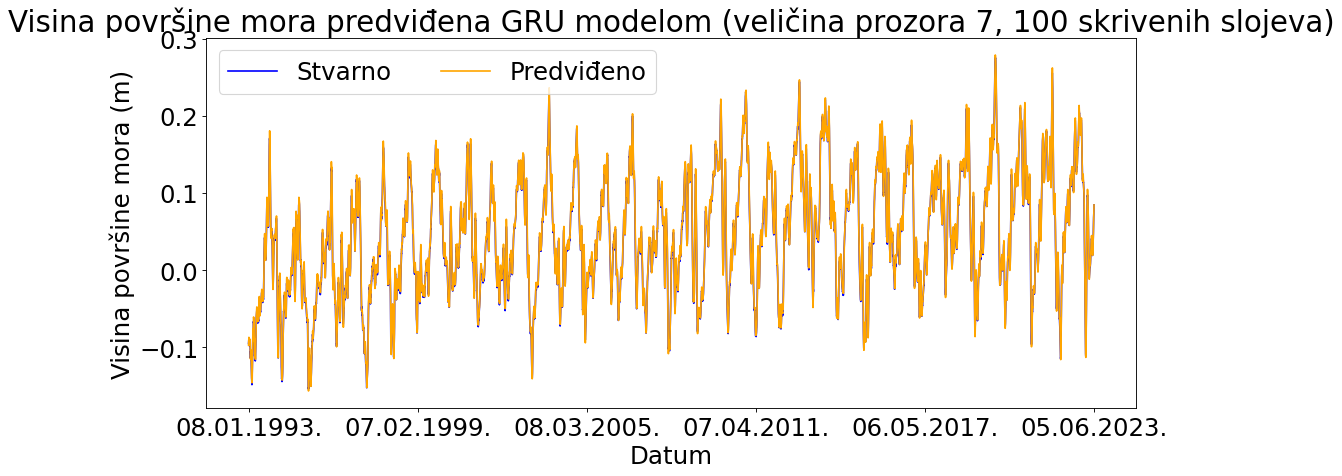 Visina površine mora predviđena GRU modelom (veličina prozora 7, 100 skrivenih slojeva)
Stvarno Predviđeno
Visina površine mora (m)
0.3
0.2
0.1
0.0
−0.1
08.01.1993. 07.02.1999. 08.03.2005. 07.04.2011. 06.05.2017. 05.06.2023.
Datum